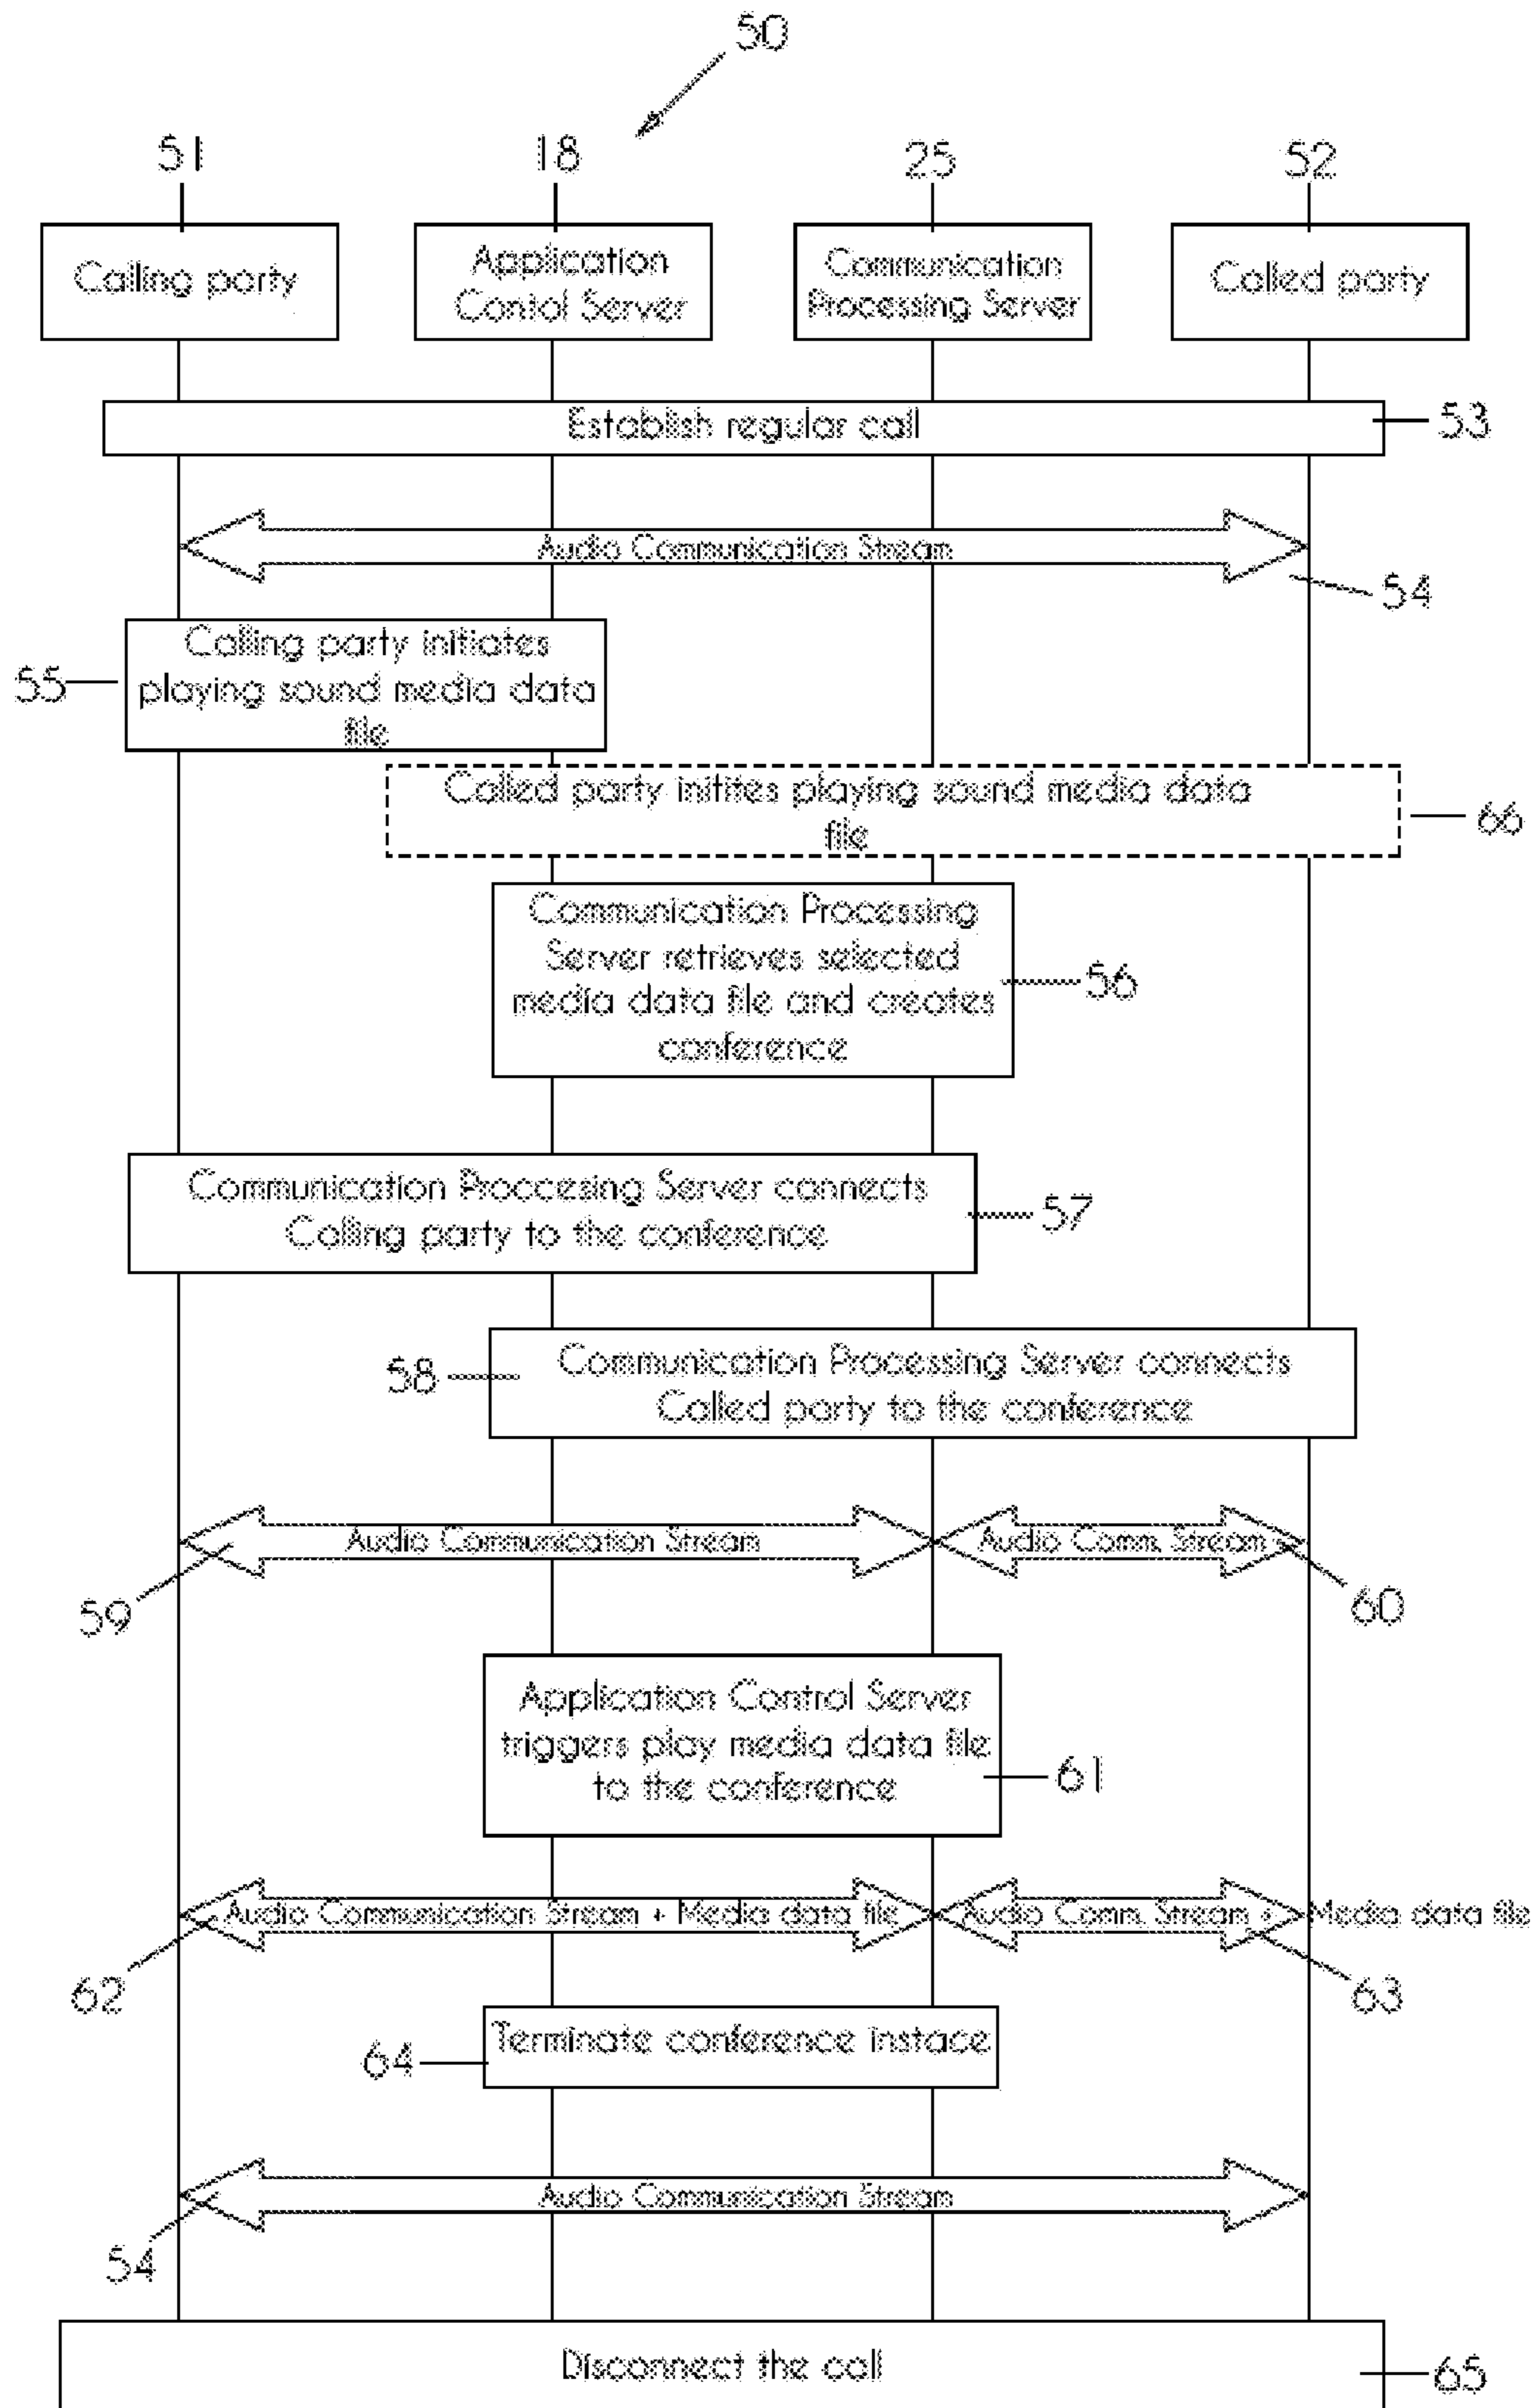 50
51
18
25
52
Calling party
Application
Contol Server
Communication
Processing Server
Called party
Establish regular call
53
Audio Communication Stream
54
Calling party initiates
playing sound media data
file
55
Called party initites playing sound media data
file
66
Communication Processing
Server retrieves selected
media data file and creates
conference
56
Communication Proccesing Server connects
Calling party to the conference
57
58
Communication Processing Server connects
Called party to the conference
Audio Communication Stream
Audio Comm. Stream
59
60
Application Control Server
triggers play media data file
to the conference
61
Audio Communication Stream + Media data file
Audio Comm. Stream + Media data file
62
63
Terminate conference instace
64
Audio Communication Stream
54
Disconnect the call
65